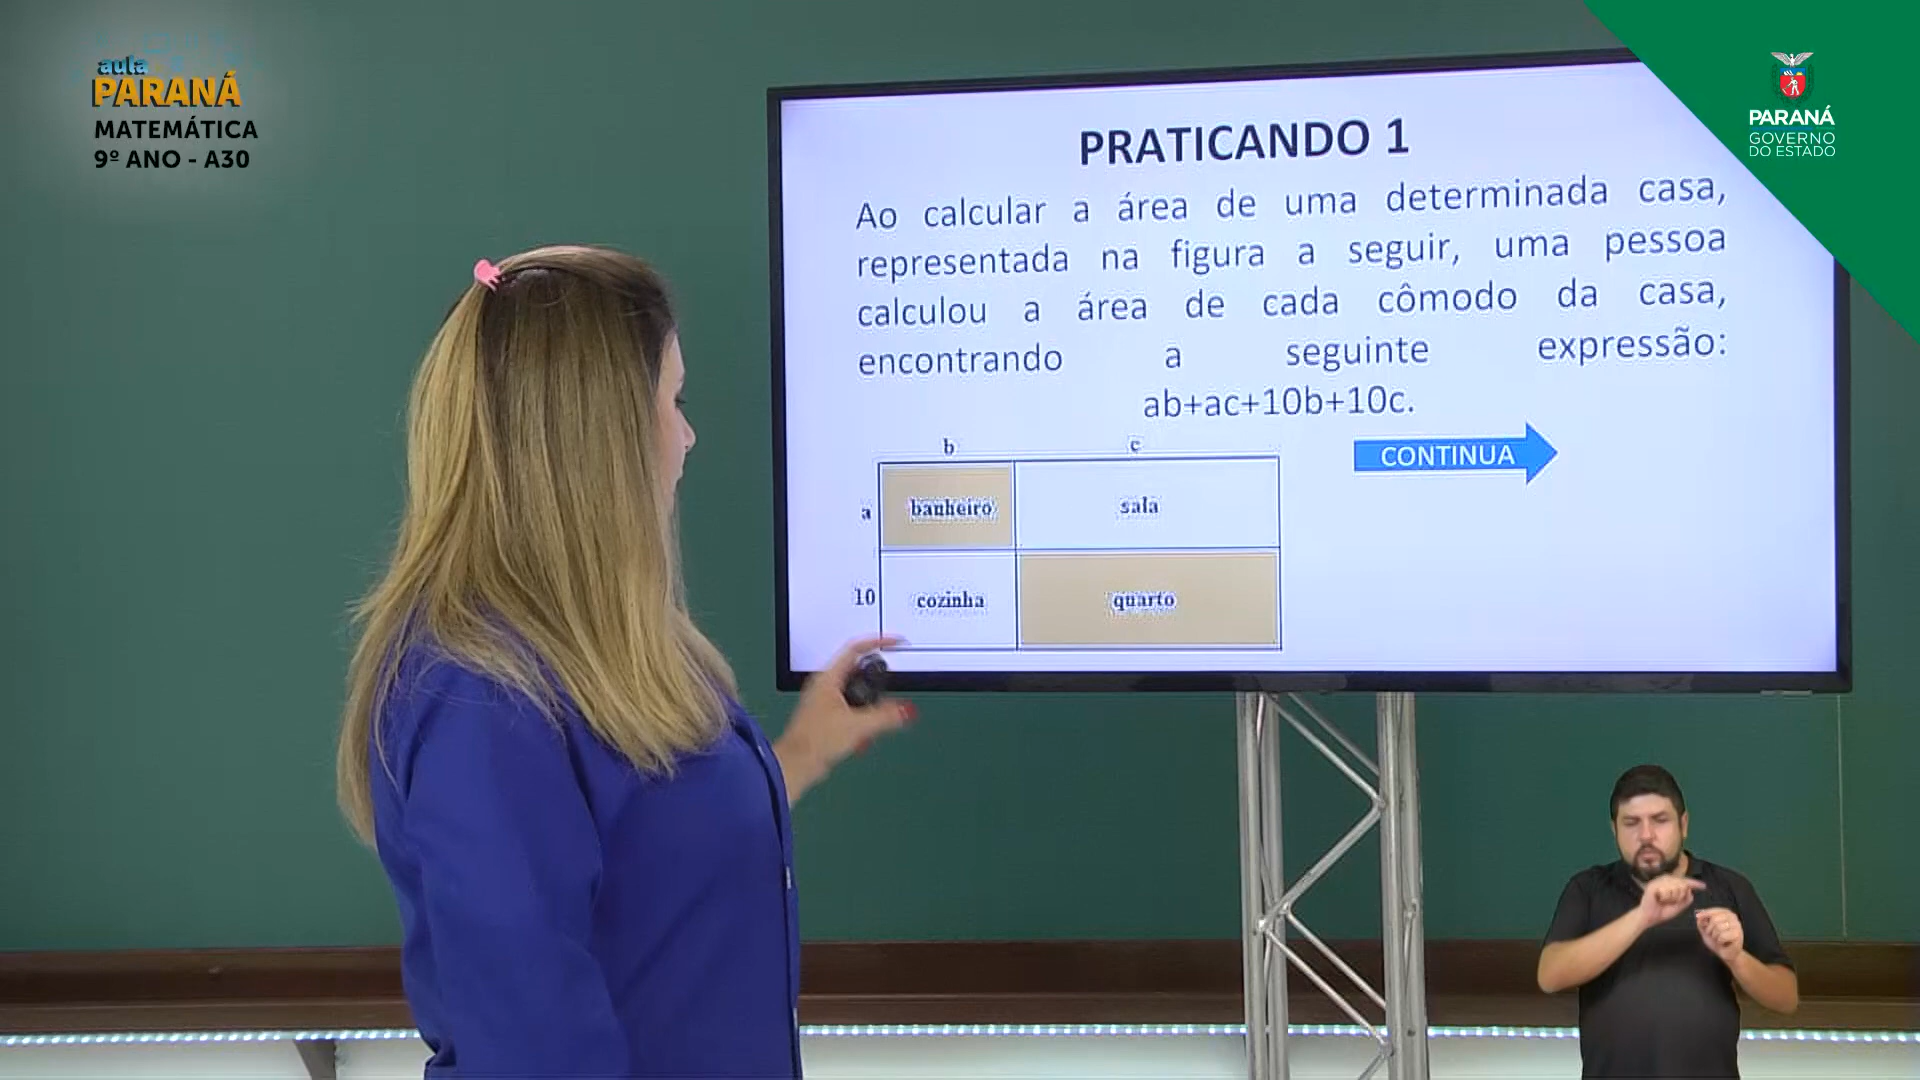 aula
PARANÁ
MATEMÁTICA
9º ANO - A30
PARANÁ
GOVERNO
DO ESTADO
PRATICANDO 1
Ao calcular a área de uma determinada casa,
representada na figura a seguir, uma pessoa
calculou a área de cada cômodo da casa,
encontrando a seguinte expressão:
ab+ac+10b+10c.
CONTINUA
b c
a banheiro sala
10 cozinha quarto